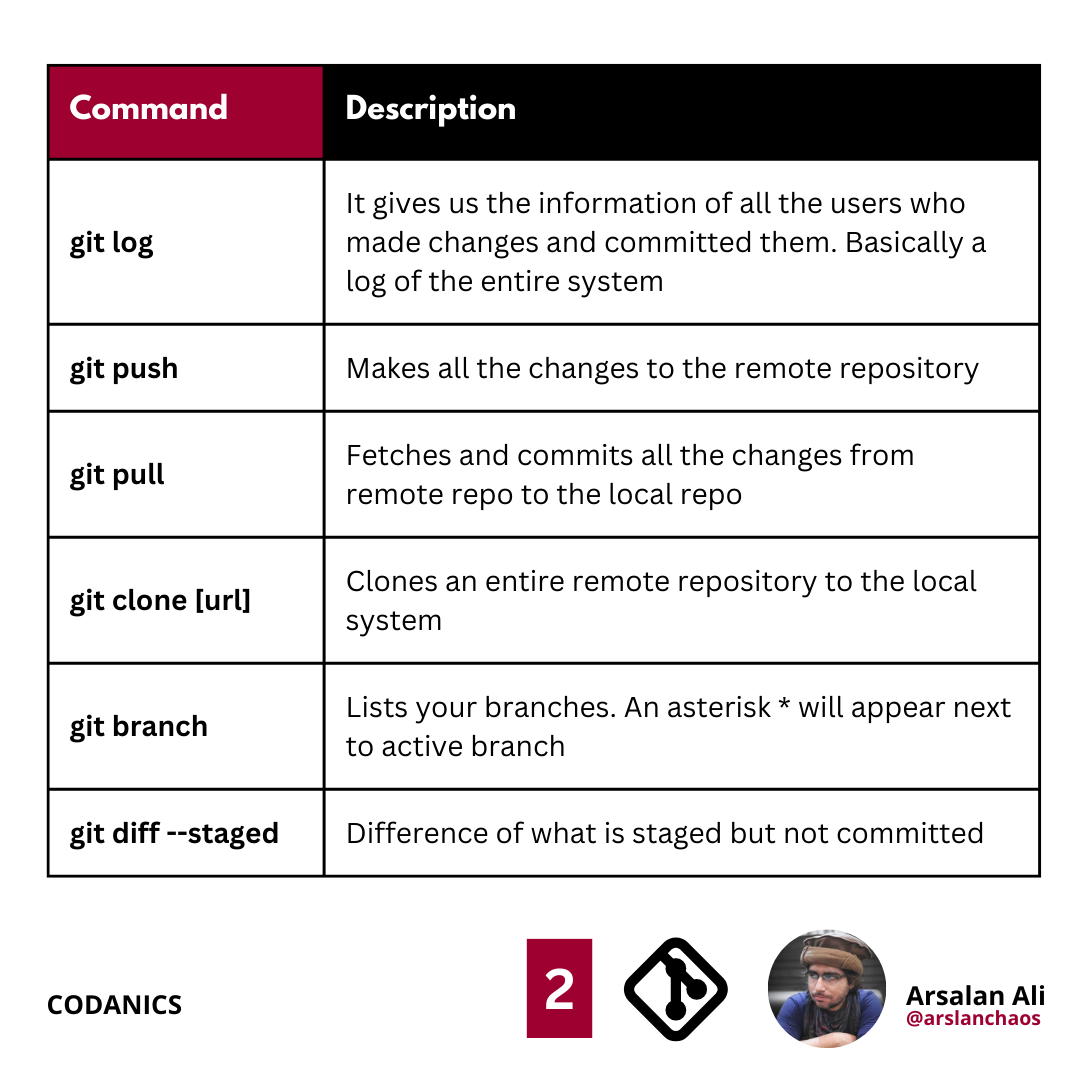 Command
Description
git log
It gives us the information of all the users who
made changes and committed them. Basically a
log of the entire system
git push
Makes all the changes to the remote repository
git pull
Fetches and commits all the changes from
remote repo to the local repo
git clone [url]
Clones an entire remote repository to the local
system
git branch
Lists your branches. An asterisk * will appear next
to active branch
git diff --staged
Difference of what is staged but not committed
CODANICS
2
Arsalan Ali
@arslanchaos